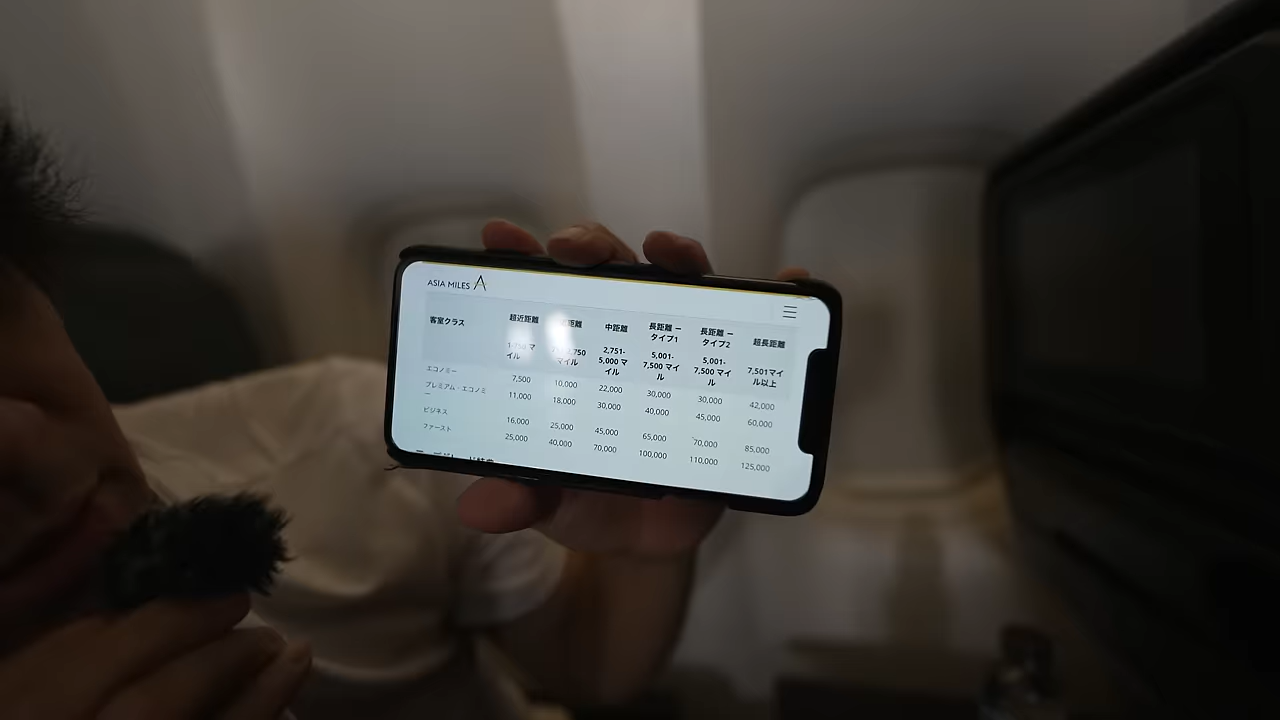 ASIA MILES
客室クラス 超近距離 距離 中距離 長距離 − タイプ1 長距離 − タイプ2 超長距離
マイル 750 マイル 2,751-5,000 マイル 5,001-7,500 マイル 5,001-7,500 マイル 7,501マイル以上
エコノミー 7,500 10,000 22,000 30,000 30,000 42,000
プレミアム・エコノミー 11,000 18,000 30,000 40,000 45,000 60,000
ビジネス 16,000 25,000 45,000 65,000 70,000 85,000
ファースト 25,000 40,000 70,000 100,000 110,000 125,000